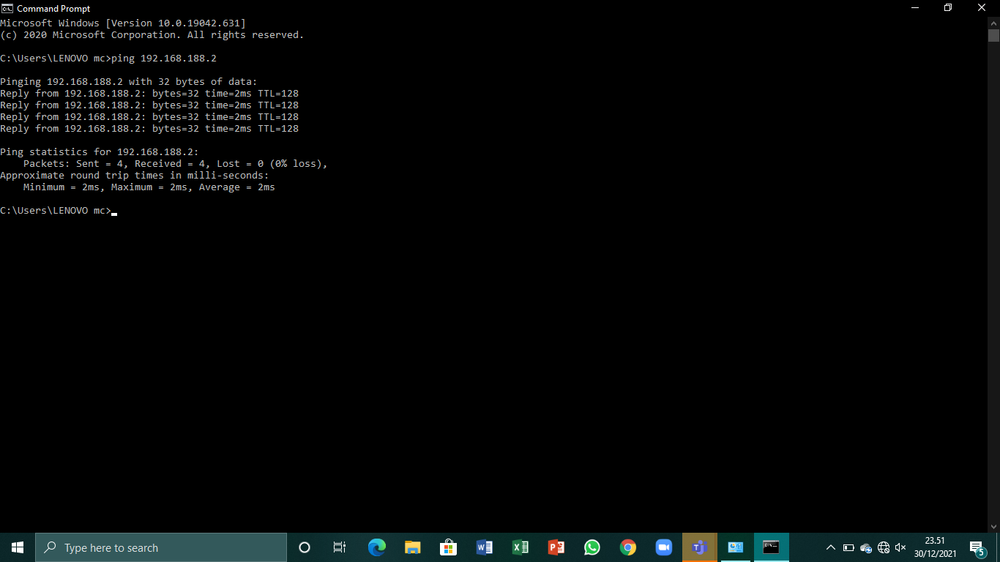 Command Prompt
Microsoft Windows [Version 10.0.19042.631]
(c) 2020 Microsoft Corporation. All rights reserved.
C:\Users\LENOVO mc>ping 192.168.188.2
Pinging 192.168.188.2 with 32 bytes of data:
Reply from 192.168.188.2: bytes=32 time=2ms TTL=128
Reply from 192.168.188.2: bytes=32 time=2ms TTL=128
Reply from 192.168.188.2: bytes=32 time=2ms TTL=128
Reply from 192.168.188.2: bytes=32 time=2ms TTL=128
Ping statistics for 192.168.188.2:
    Packets: Sent = 4, Received = 4, Lost = 0 (0% loss),
Approximate round trip times in milli-seconds:
    Minimum = 2ms, Maximum = 2ms, Average = 2ms
C:\Users\LENOVO mc>
Type here to search
23.51
30/12/2021
5